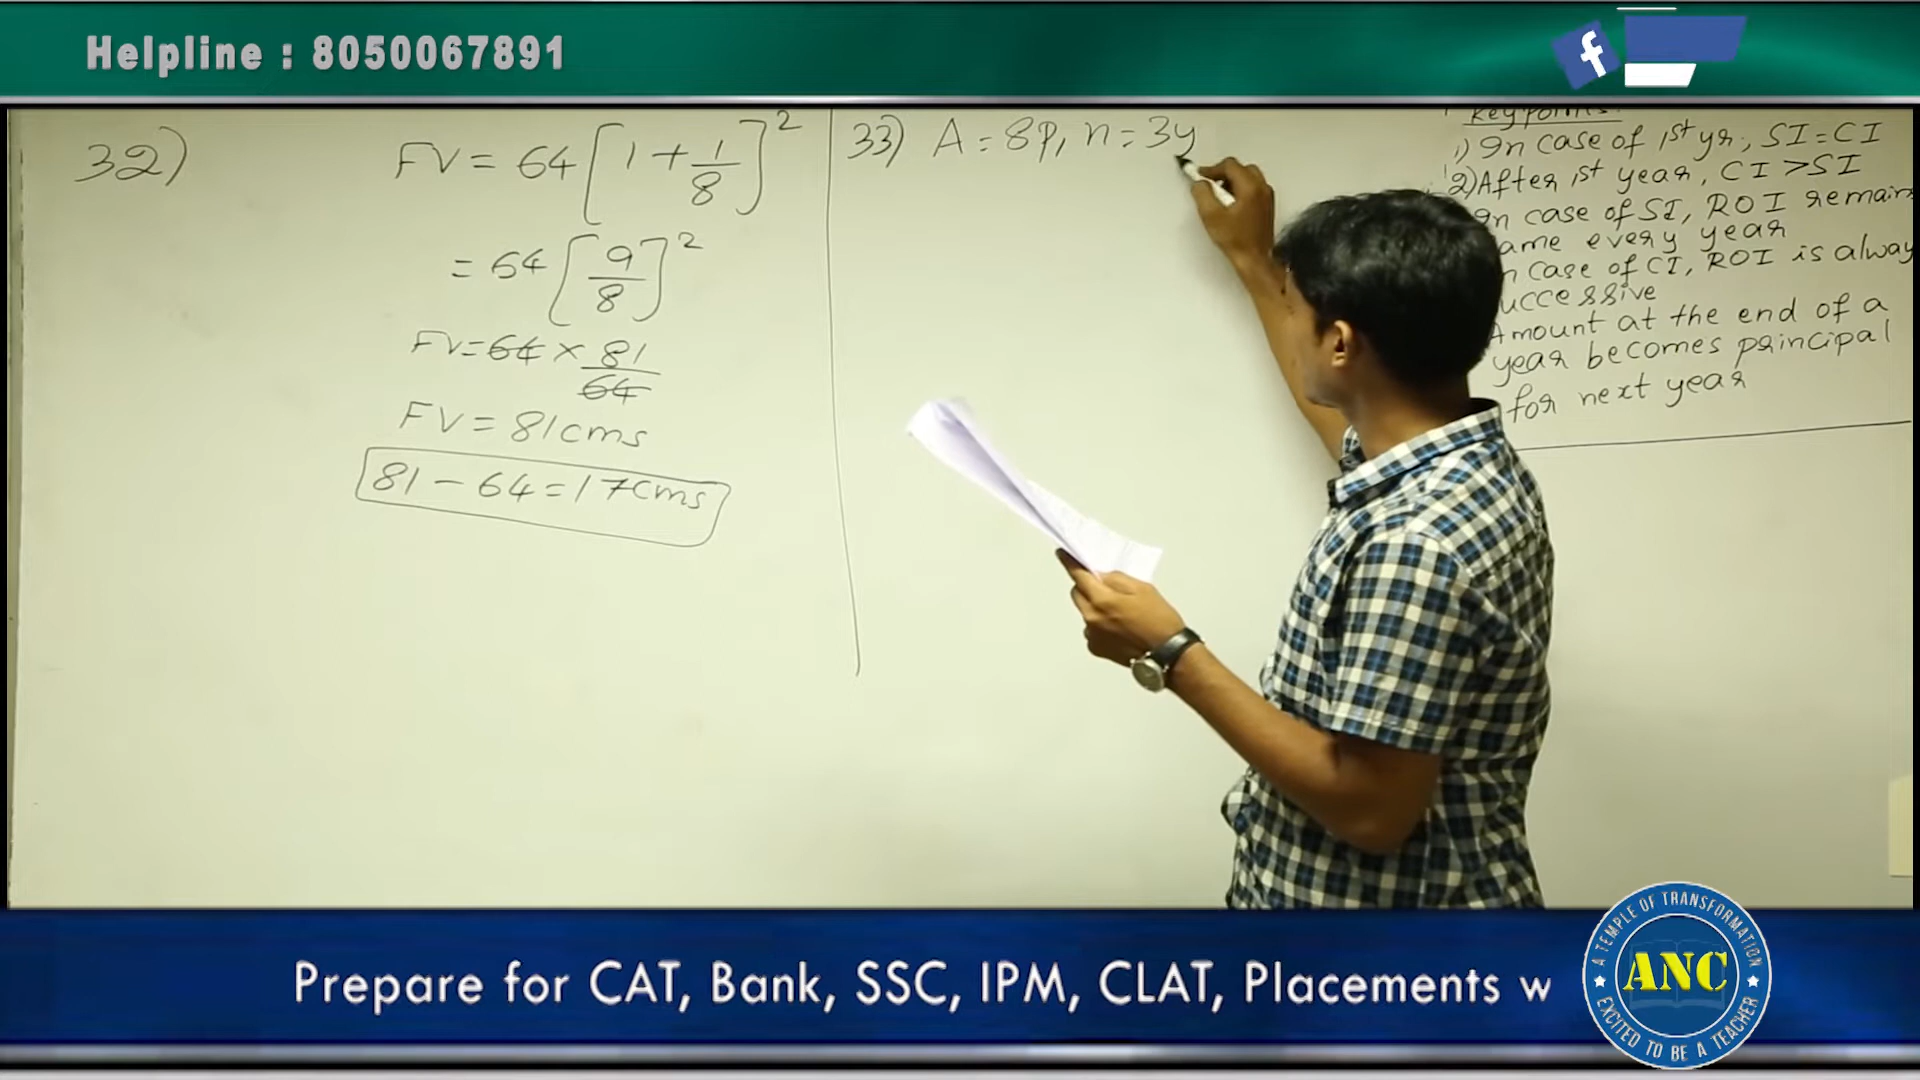 Helpline : 8050067891
f
32)
FV = 64 [1 + 1/8]²
= 64 [9/8]²
FV = 64 × 81/64
FV = 81cms
81 - 64 = 17cms
33) A = 8P, n = 3y
Key points:
1) In case of 1st yr, SI = CI
2) After 1st year, CI > SI
In case of SI, ROI remain
ame every year
n case of CI, ROI is alway
uccessive
Amount at the end of a
year becomes principal
for next year
Prepare for CAT, Bank, SSC, IPM, CLAT, Placements w
A TEMPLE OF TRANSFORMATION
ANC
EXCITED TO BE A TEACHER